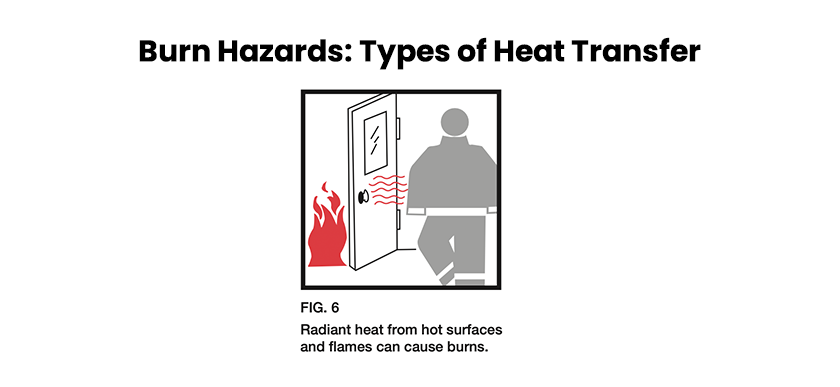 Burn Hazards: Types of Heat Transfer
FIG. 6
Radiant heat from hot surfaces
and flames can cause burns.